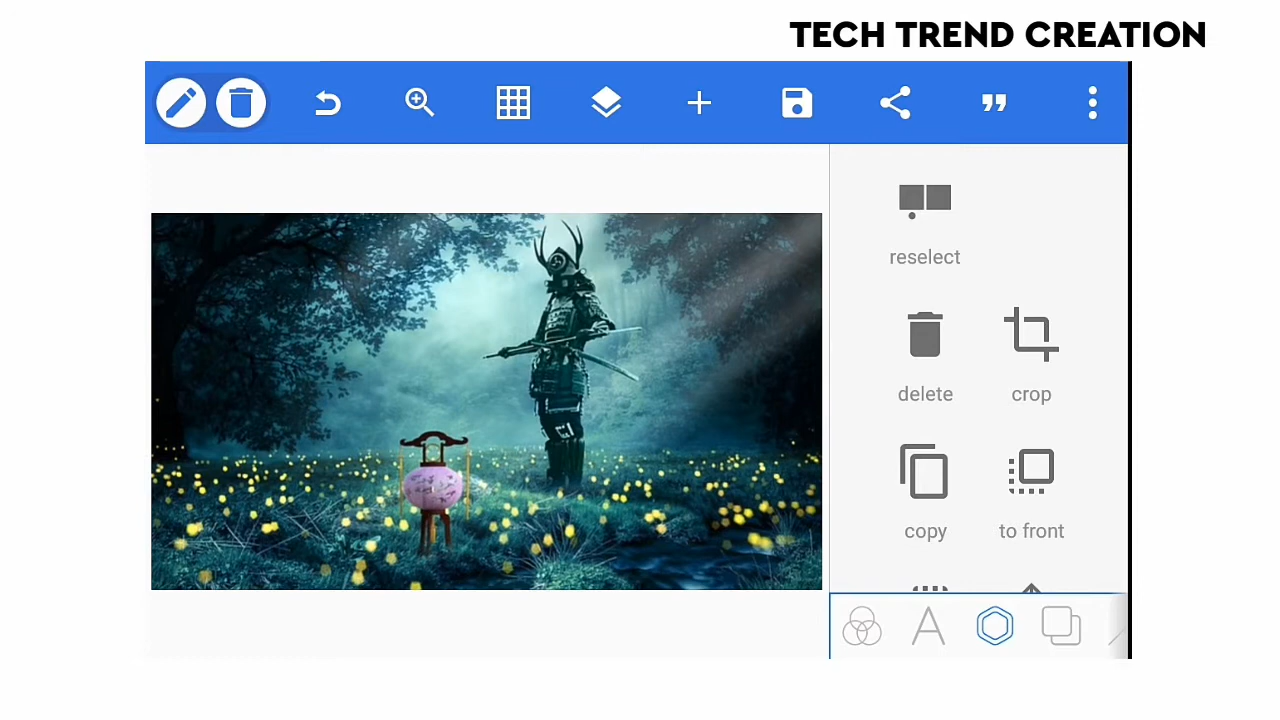 TECH TREND CREATION
reselect
delete
crop
copy
to front